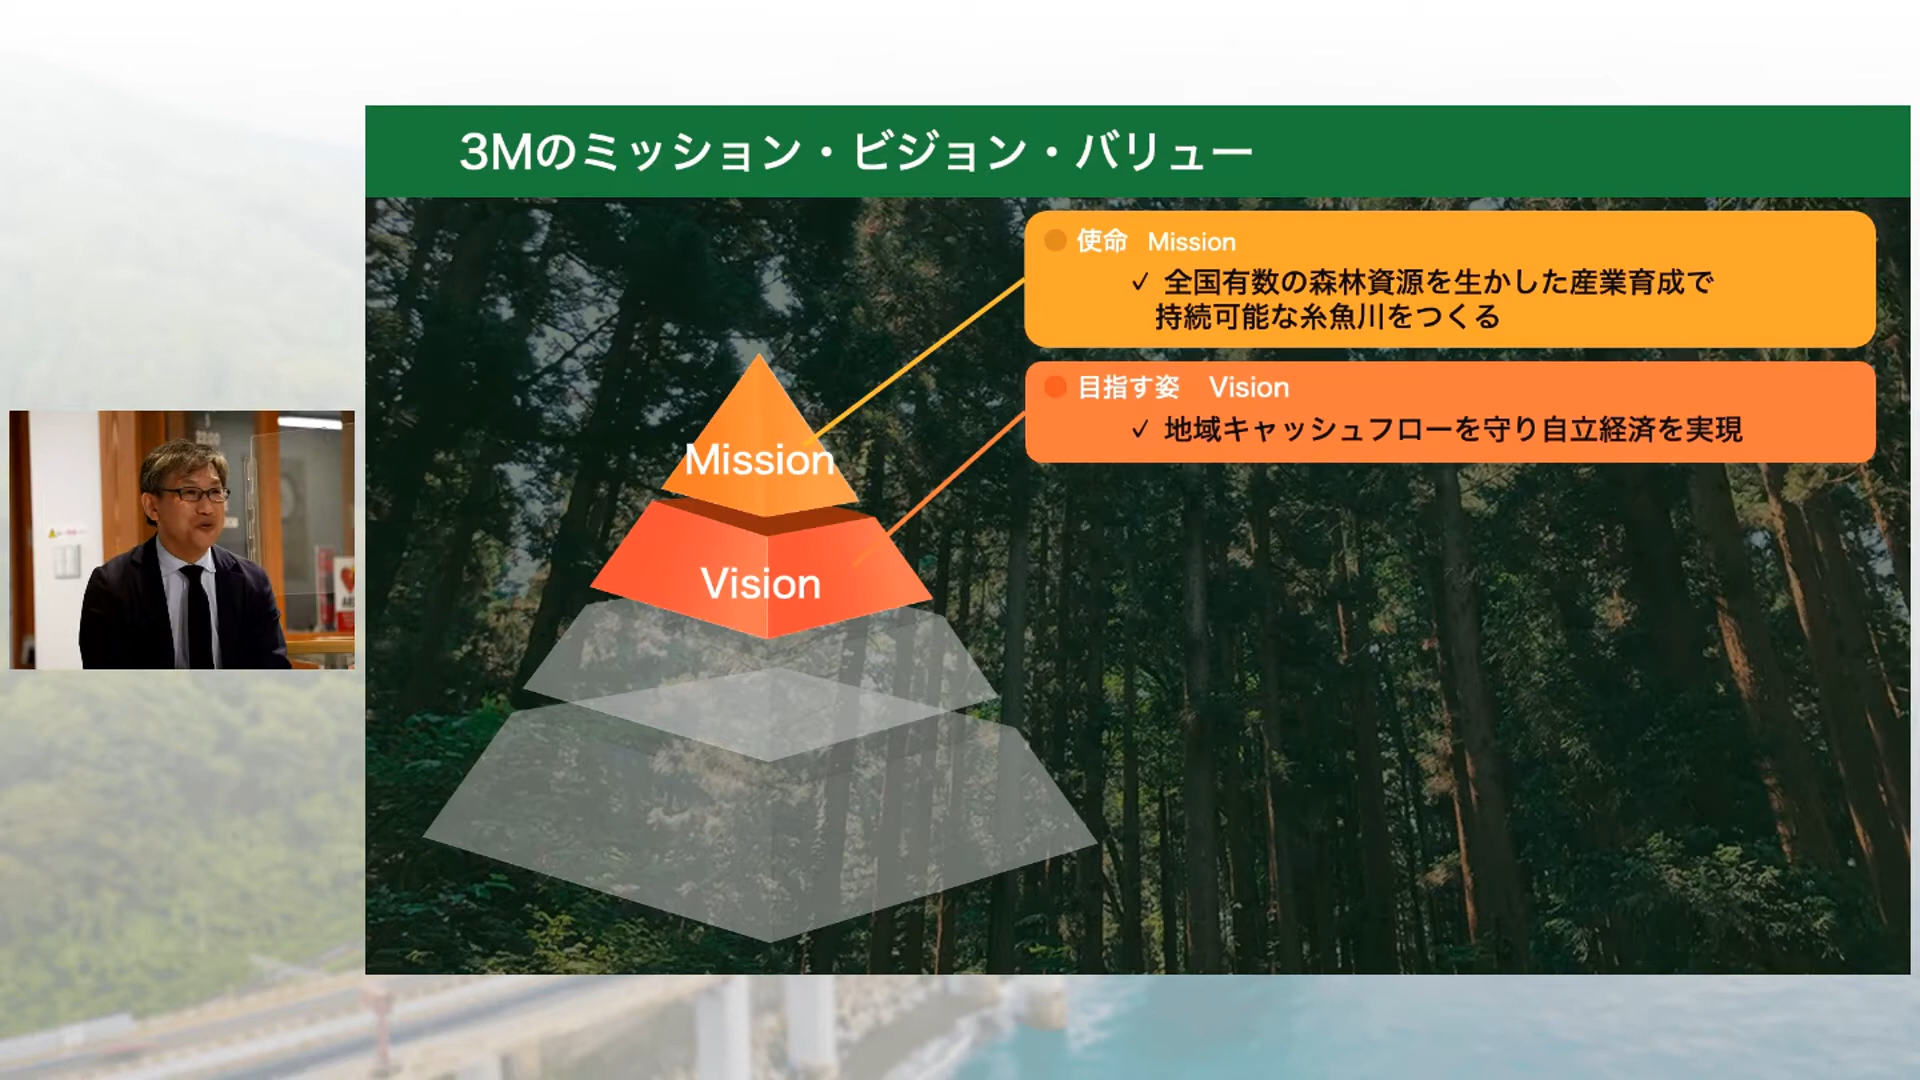 3Mのミッション・ビジョン・バリュー
使命 Mission
✓ 全国有数の森林資源を生かした産業育成で
持続可能な糸魚川をつくる
目指す姿 Vision
✓ 地域キャッシュフローを守り自立経済を実現
Mission
Vision